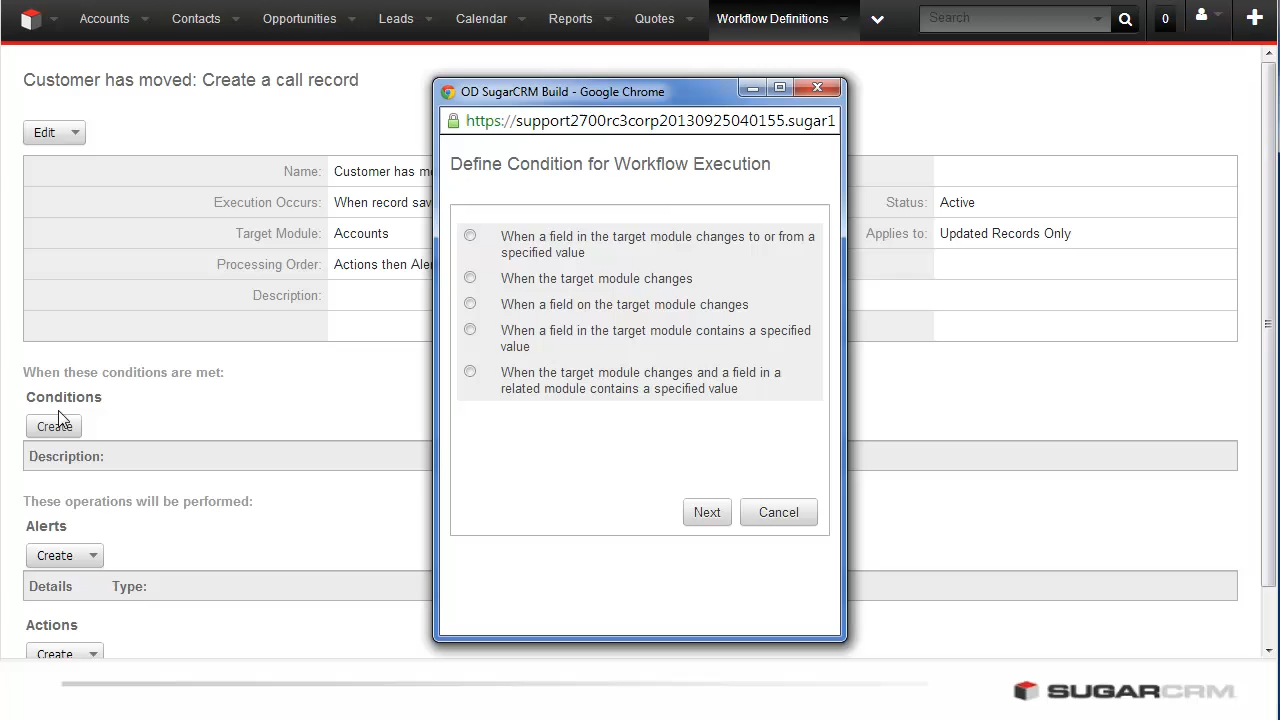 Accounts
Contacts
Opportunities
Leads
Calendar
Reports
Quotes
Workflow Definitions
Search
0
Customer has moved: Create a call record
Edit
Name:
Customer has m
Execution Occurs:
When record sav
Status:
Active
Target Module:
Accounts
Applies to:
Updated Records Only
Processing Order:
Actions then Aler
Description:
When these conditions are met:
Conditions
Create
Description:
These operations will be performed:
Alerts
Create
Details
Type:
Actions
Create
OD SugarCRM Build - Google Chrome
https://support2700rc3corp20130925040155.sugar1
Define Condition for Workflow Execution
When a field in the target module changes to or from a
specified value
When the target module changes
When a field on the target module changes
When a field in the target module contains a specified
value
When the target module changes and a field in a
related module contains a specified value
Next
Cancel
SUGARCRM